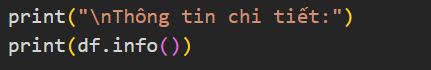 print("\nThông tin chi tiết:")
print(df.info())